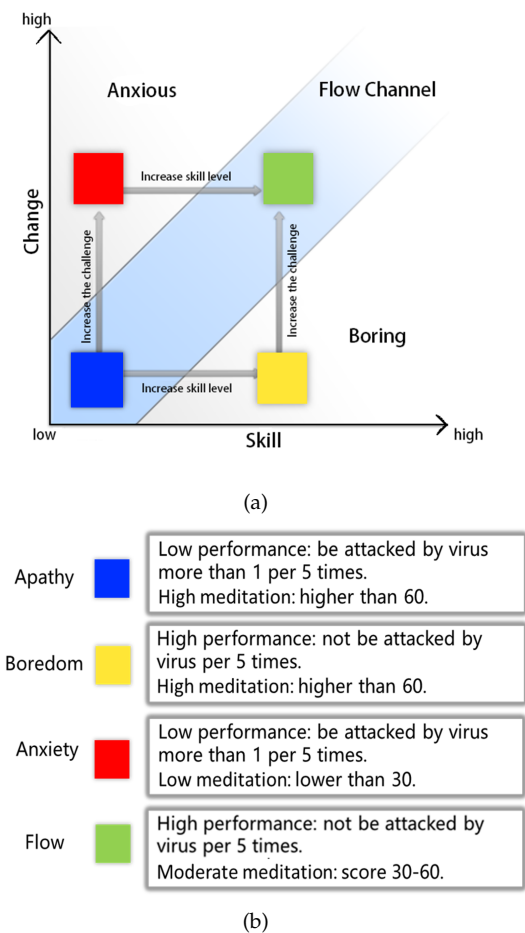 high
Anxious
Flow Channel
Increase skill level
Change
Increase the challenge
Increase the challenge
Boring
Increase skill level
low
Skill
high
(a)
Apathy
Low performance: be attacked by virus
more than 1 per 5 times.
High meditation: higher than 60.
Boredom
High performance: not be attacked by
virus per 5 times.
High meditation: higher than 60.
Anxiety
Low performance: be attacked by virus
more than 1 per 5 times.
Low meditation: lower than 30.
Flow
High performance: not be attacked by
virus per 5 times.
Moderate meditation: score 30-60.
(b)